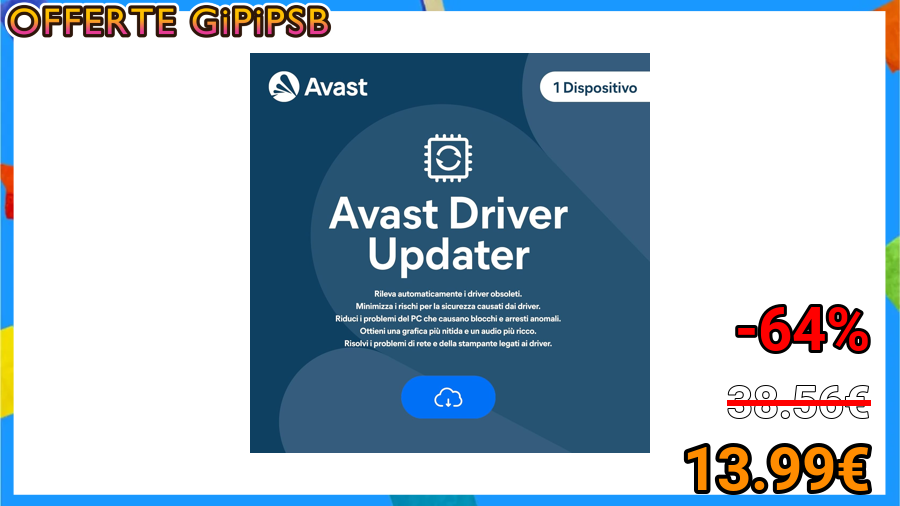 OFFERTE GiPiPSB
Avast
1 Dispositivo
Avast Driver
Updater
Rileva automaticamente i driver obsoleti.
Minimizza i rischi per la sicurezza causati dai driver.
Riduci i problemi del PC che causano blocchi e arresti anomali.
Ottieni una grafica più nitida e un audio più ricco.
Risolvi i problemi di rete e della stampante legati ai driver.
-64%
38.56€
13.99€